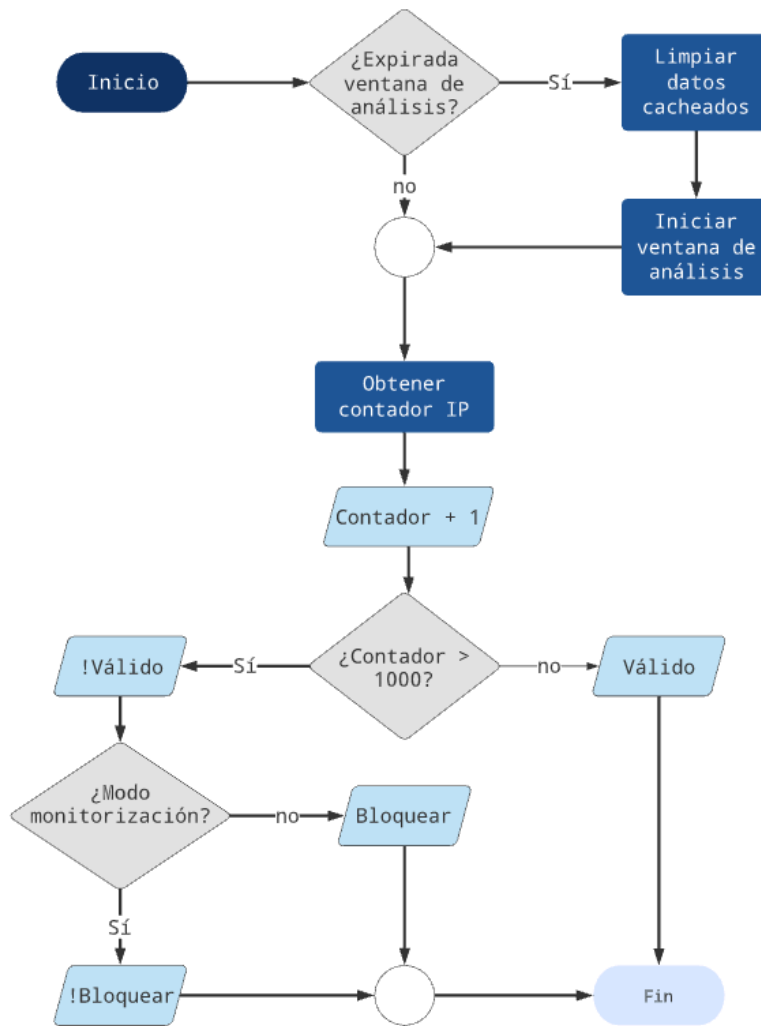 Inicio
¿Expirada
ventana de
análisis?
Sí
Limpiar
datos
cacheados
no
Iniciar
ventana de
análisis
Obtener
contador IP
Contador + 1
¿Contador >
1000?
Sí
!Válido
no
Válido
¿Modo
monitorización?
no
Bloquear
Sí
!Bloquear
Fin